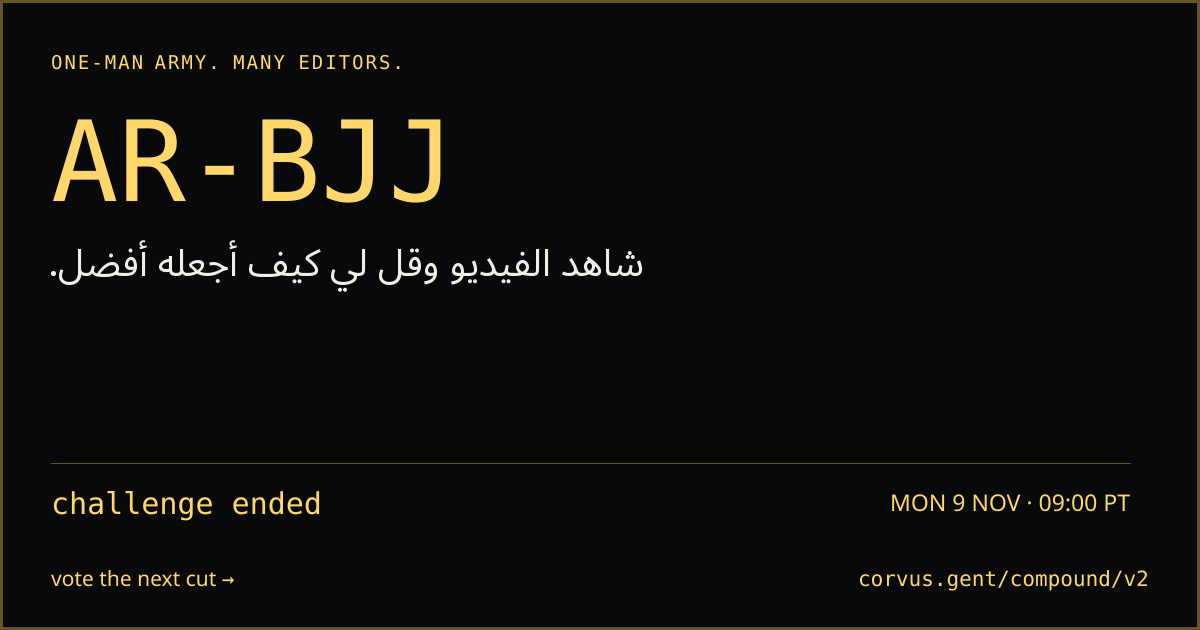 ONE-MAN ARMY. MANY EDITORS.
AR-BJJ
شاهد الفيديو وقل لي كيف أجعله أفضل.
challenge ended
MON 9 NOV · 09:00 PT
vote the next cut →
corvus.gent/compound/v2